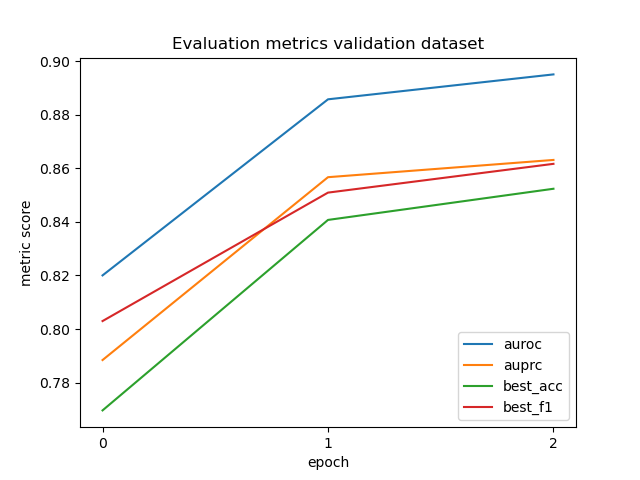 Evaluation metrics validation dataset
0.90
0.88
0.86
0.84
0.82
0.80
0.78
metric score
0 1 2
epoch
auroc
auprc
best_acc
best_f1